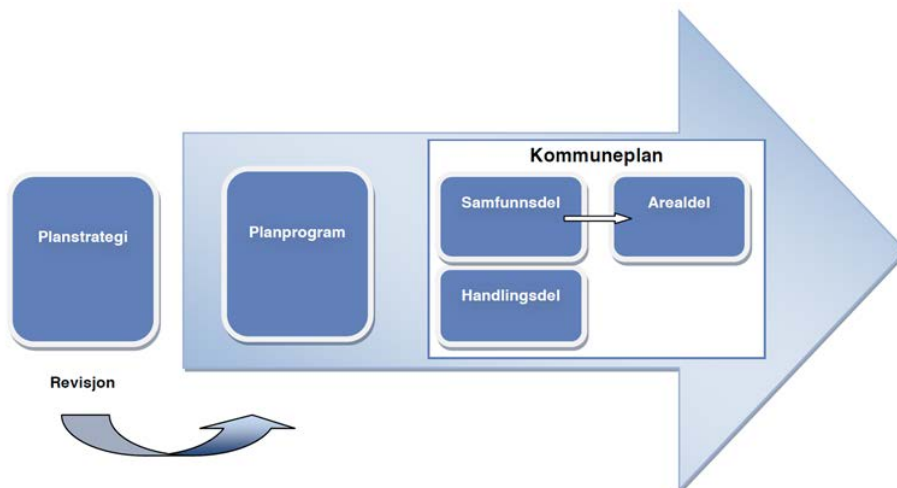 Kommuneplan
Planstrategi
Planprogram
Samfunnsdel
Arealdel
Handlingsdel
Revisjon